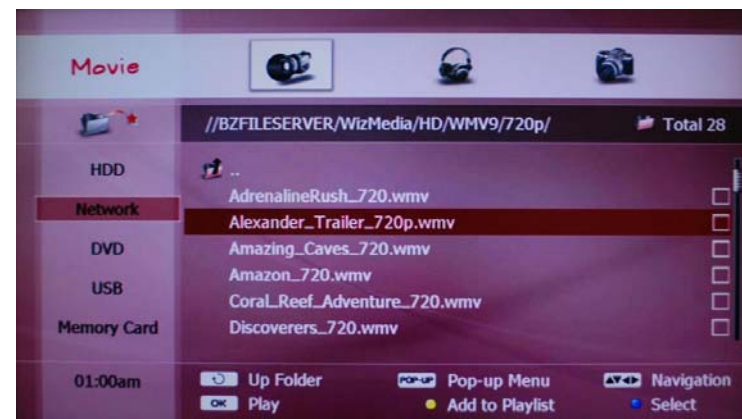 Movie
//BZFILESERVER/WizMedia/HD/WMV9/720p/ Total 28
HDD
Network
DVD
USB
Memory Card
..
AdrenalineRush_720.wmv
Alexander_Trailer_720p.wmv
Amazing_Caves_720.wmv
Amazon_720.wmv
Coral_Reef_Adventure_720.wmv
Discoverers_720.wmv
01:00am
Up Folder
POP-UP Pop-up Menu
Navigation
OK Play
Add to Playlist
Select